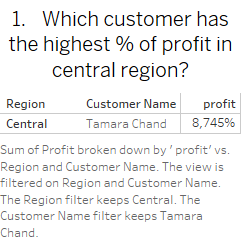 1. Which customer has
the highest % of profit in
central region?
Region Customer Name profit
Central Tamara Chand 8,745%
Sum of Profit broken down by ' profit' vs.
Region and Customer Name. The view is
filtered on Region and Customer Name.
The Region filter keeps Central. The
Customer Name filter keeps Tamara
Chand.